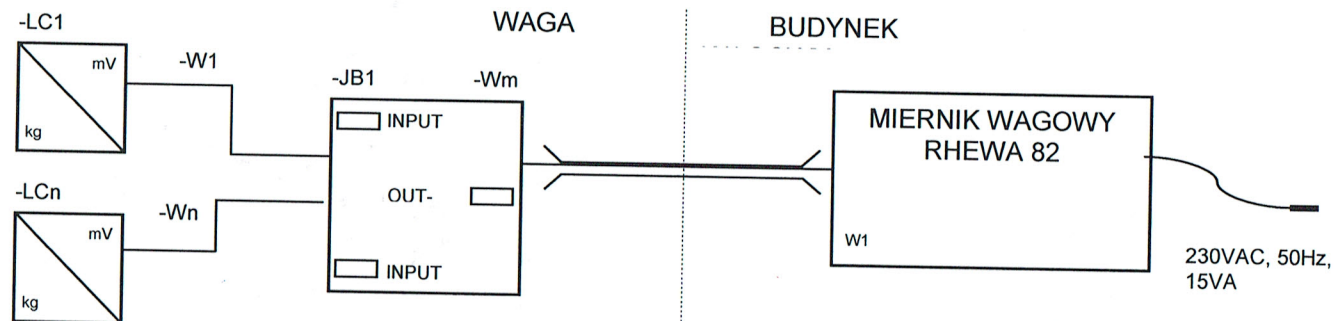 WAGA
BUDYNEK
-LC1
mV
kg
-W1
-JB1
-Wm
INPUT
OUT-
INPUT
-LCn
mV
kg
-Wn
MIERNIK WAGOWY
RHEWA 82
W1
230VAC, 50Hz,
15VA